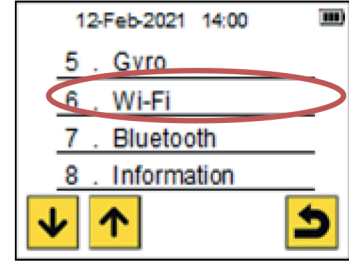 12-Feb-2021 14:00
5 . Gyro
6 . Wi-Fi
7 . Bluetooth
8 . Information